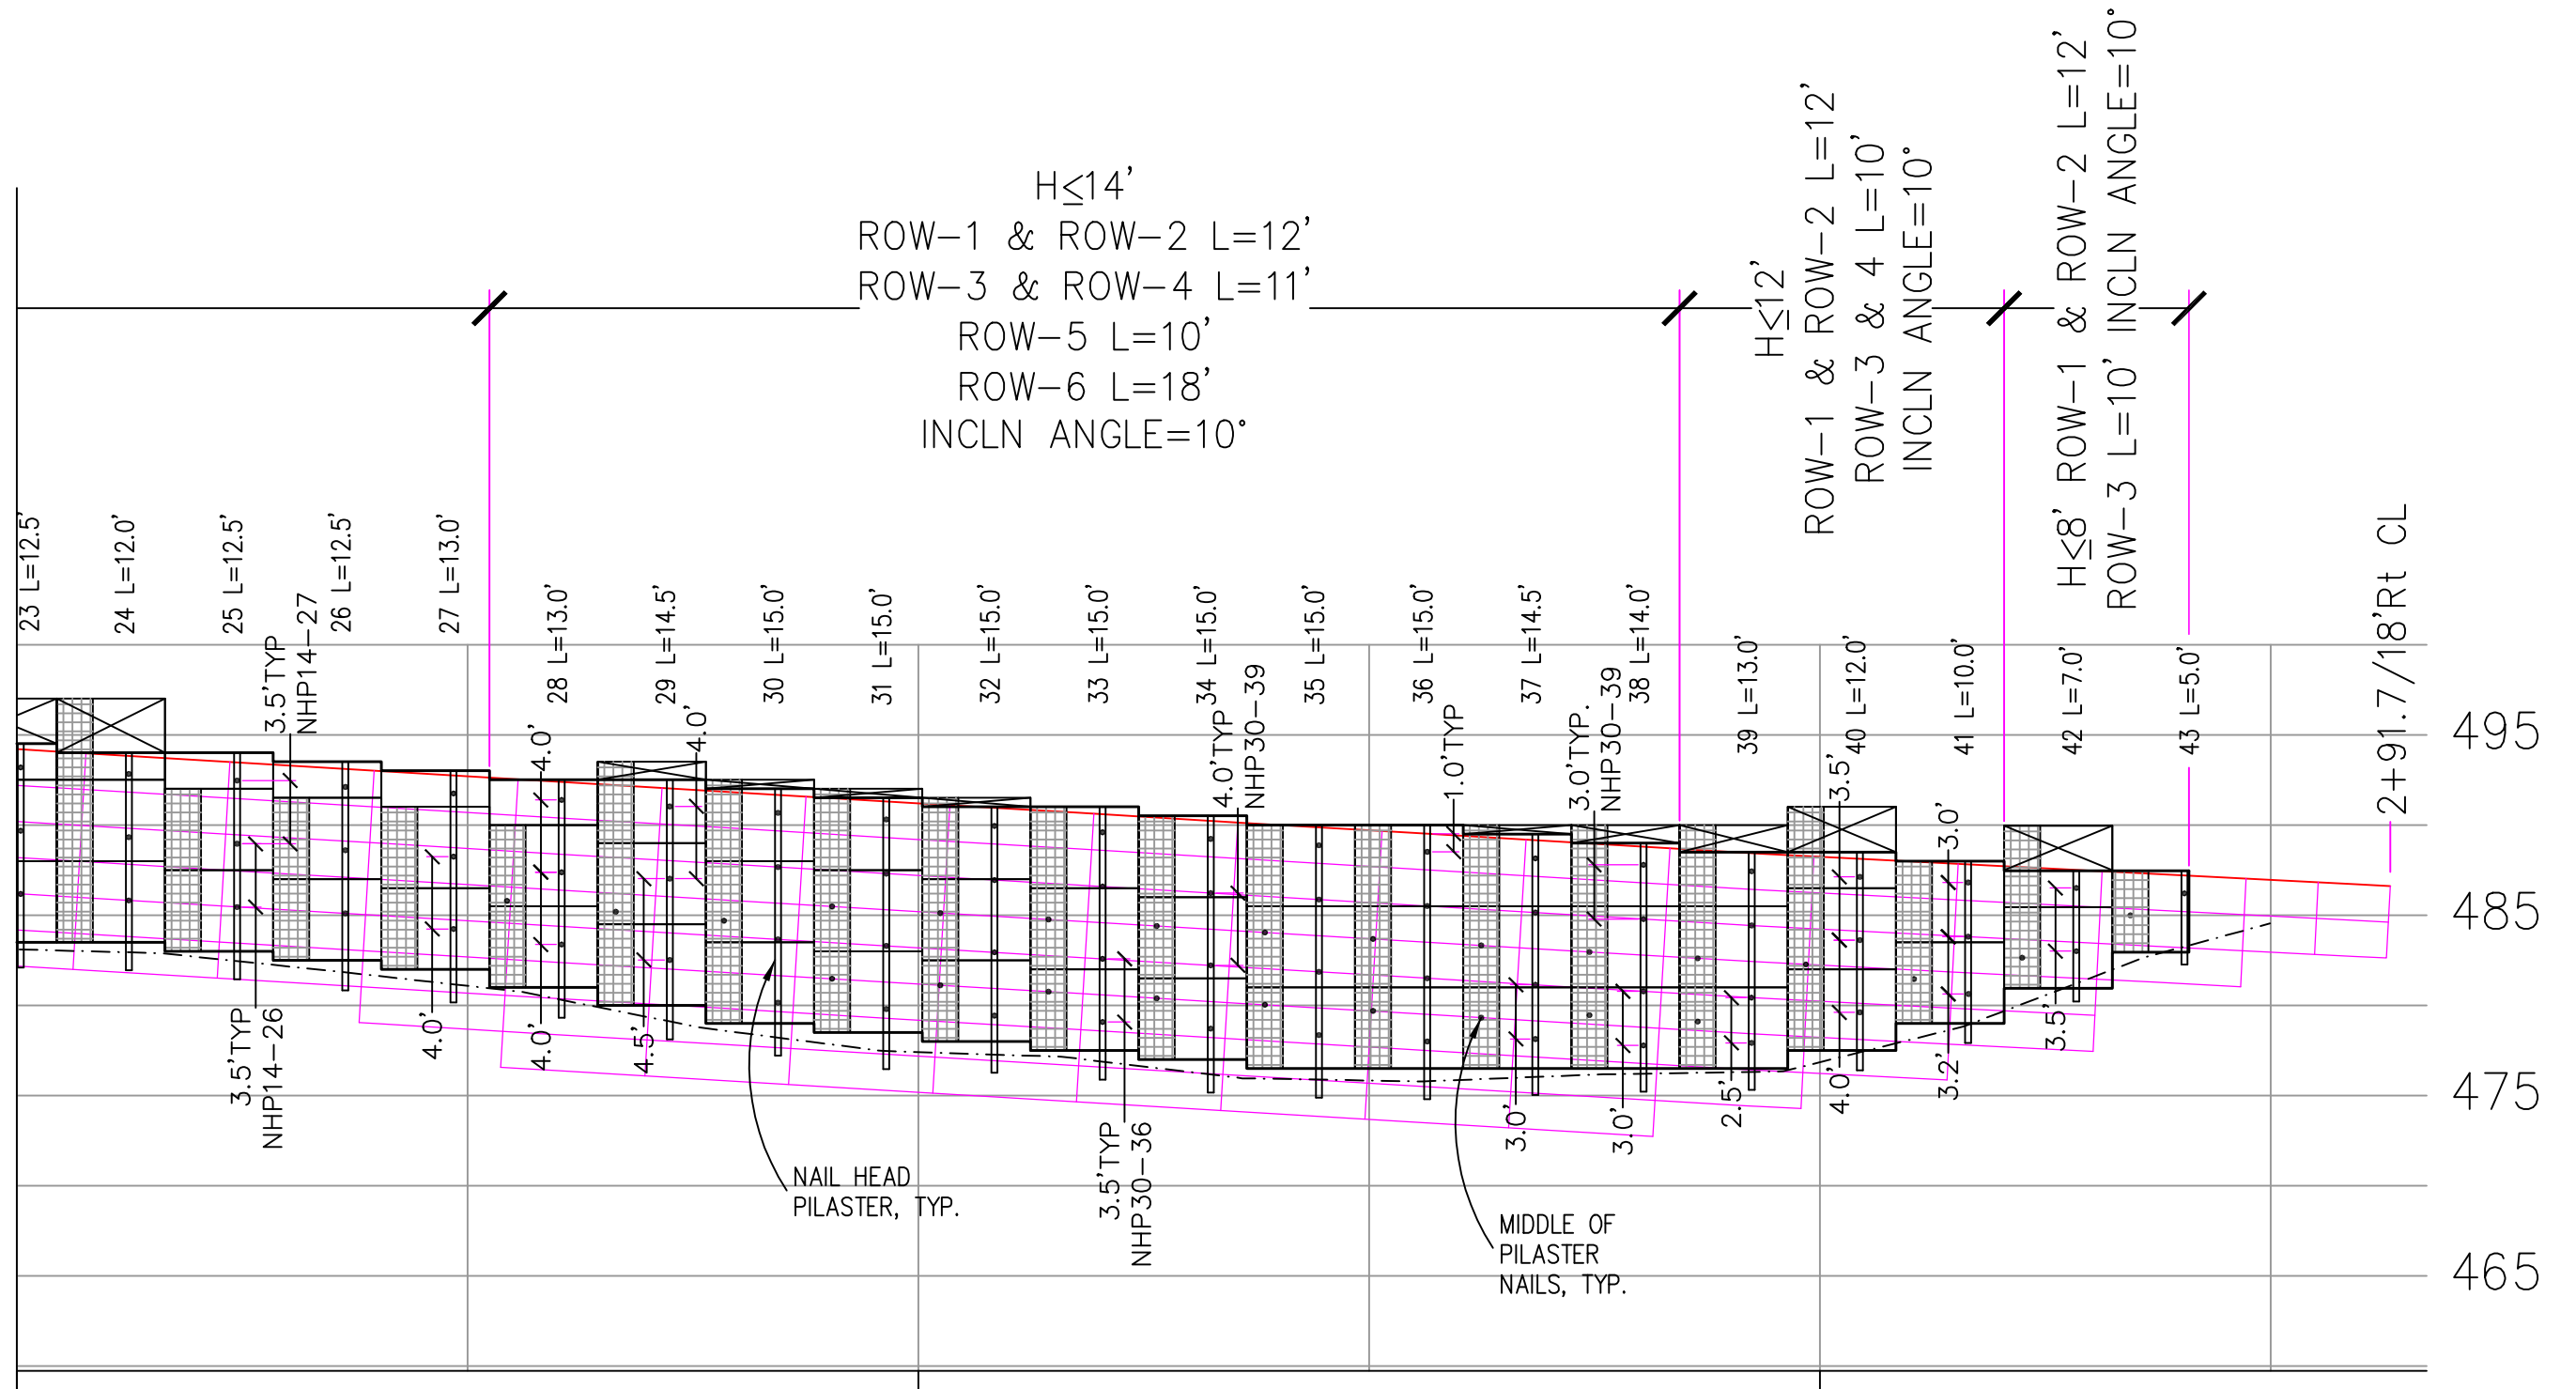 H≤14'
ROW-1 & ROW-2 L=12'
ROW-3 & ROW-4 L=11'
ROW-5 L=10'
ROW-6 L=18'
INCLN ANGLE=10°
H≤12'
ROW-1 & ROW-2 L=12'
ROW-3 & 4 L=10'
INCLN ANGLE=10°
H≤8' ROW-1 & ROW-2 L=12'
ROW-3 L=10' INCLN ANGLE=10°
23 L=12.5'
24 L=12.0'
25 L=12.5'
3.5'TYP
NHP14-27
26 L=12.5'
27 L=13.0'
28 L=13.0'
29 L=14.5'
30 L=15.0'
31 L=15.0'
32 L=15.0'
33 L=15.0'
34 L=15.0'
35 L=15.0'
36 L=15.0'
37 L=14.5'
38 L=14.0'
39 L=13.0'
40 L=12.0'
41 L=10.0'
42 L=7.0'
43 L=5.0'
2+91.7/18'Rt CL
4.0'
4.0'
4.0'TYP
NHP30-39
1.0'TYP
3.0'TYP.
NHP30-39
3.5'
3.0'
495
485
475
465
3.5'TYP
NHP14-26
4.0'
4.0'
4.5'
3.5'TYP
NHP30-36
3.0'
3.0'
2.5'
4.0'
3.2'
3.5'
NAIL HEAD
PILASTER, TYP.
MIDDLE OF
PILASTER
NAILS, TYP.